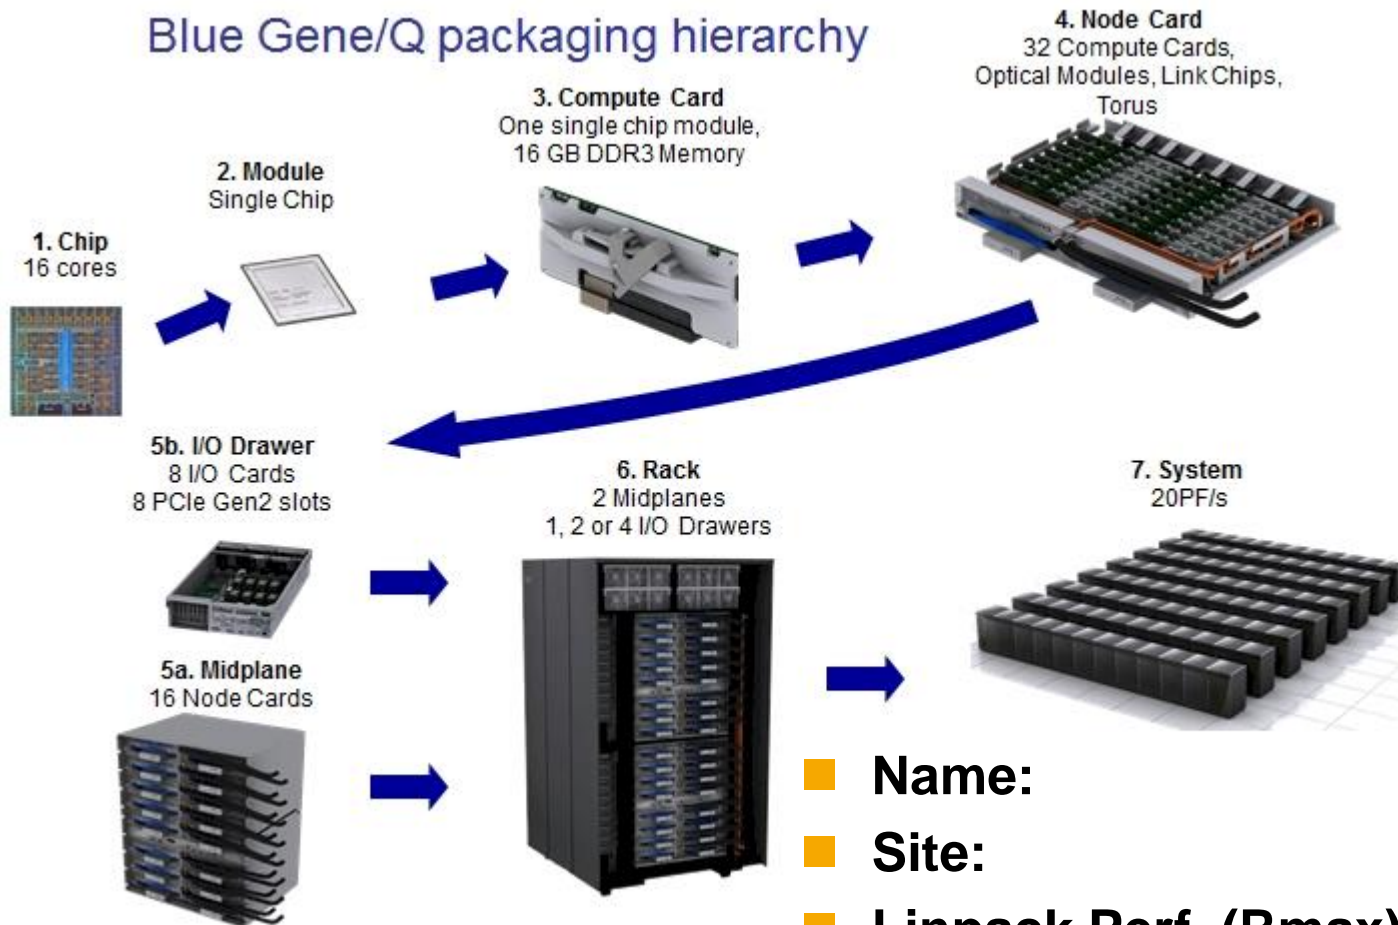 Blue Gene/Q packaging hierarchy
1. Chip
16 cores
2. Module
Single Chip
3. Compute Card
One single chip module,
16 GB DDR3 Memory
4. Node Card
32 Compute Cards,
Optical Modules, Link Chips,
Torus
5b. I/O Drawer
8 I/O Cards
8 PCIe Gen2 slots
5a. Midplane
16 Node Cards
6. Rack
2 Midplanes
1, 2 or 4 I/O Drawers
7. System
20PF/s
Name:
Site:
Linpack Perf. (Rmax)